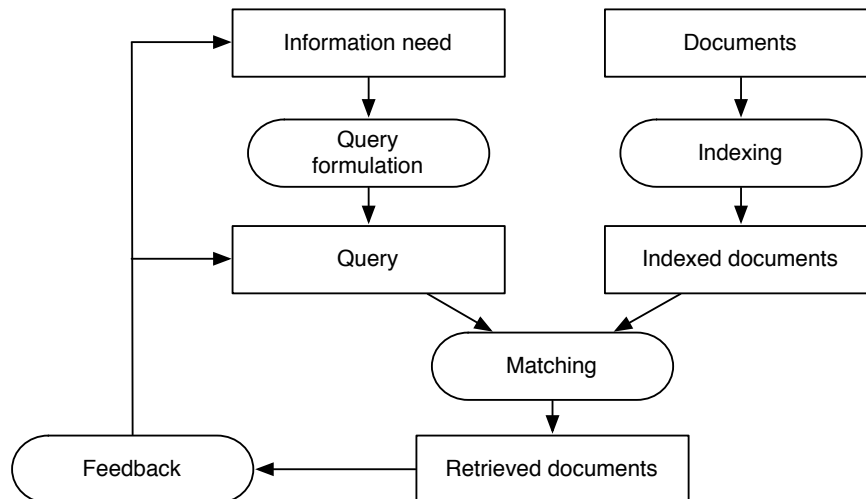 Information need
Documents
Query
formulation
Indexing
Query
Indexed documents
Matching
Feedback
Retrieved documents